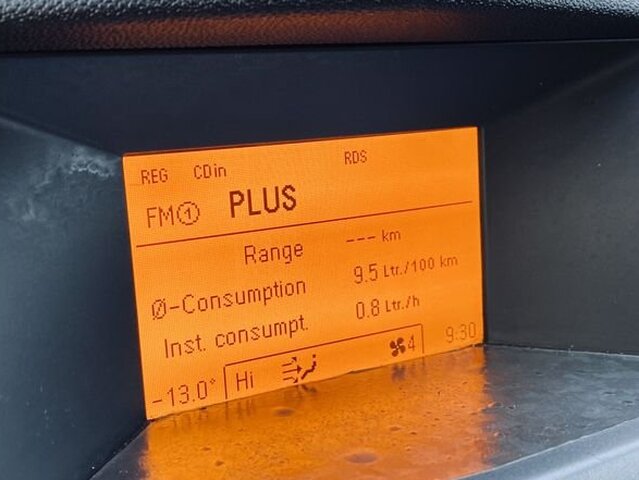 REG CDin RDS
FM① PLUS
Range --- km
Ø-Consumption 9.5 Ltr./100 km
Inst. consumpt. 0.8 Ltr./h
-13.0° Hi 4 9:30